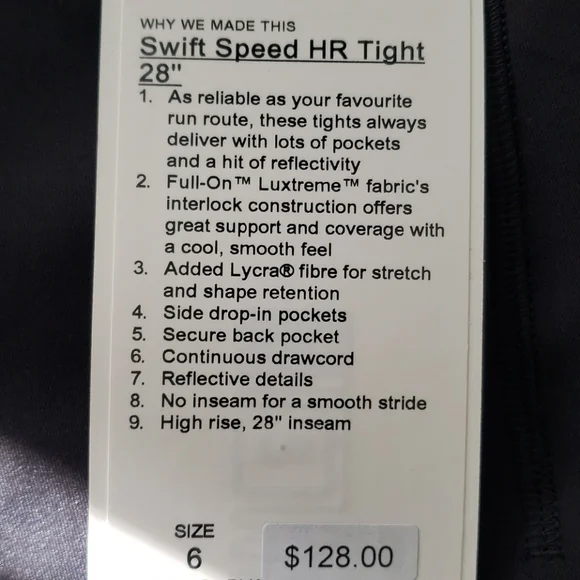 WHY WE MADE THIS
Swift Speed HR Tight
28"
1. As reliable as your favourite
run route, these tights always
deliver with lots of pockets
and a hit of reflectivity
2. Full-On™ Luxtreme™ fabric's
interlock construction offers
great support and coverage with
a cool, smooth feel
3. Added Lycra® fibre for stretch
and shape retention
4. Side drop-in pockets
5. Secure back pocket
6. Continuous drawcord
7. Reflective details
8. No inseam for a smooth stride
9. High rise, 28" inseam
SIZE
6
$128.00